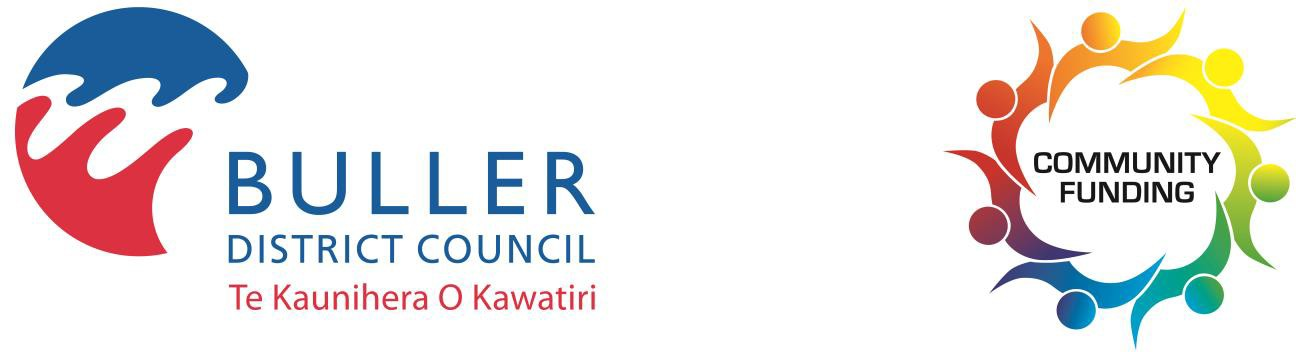 BULLER
DISTRICT COUNCIL
Te Kaunihera O Kawatiri
COMMUNITY
FUNDING